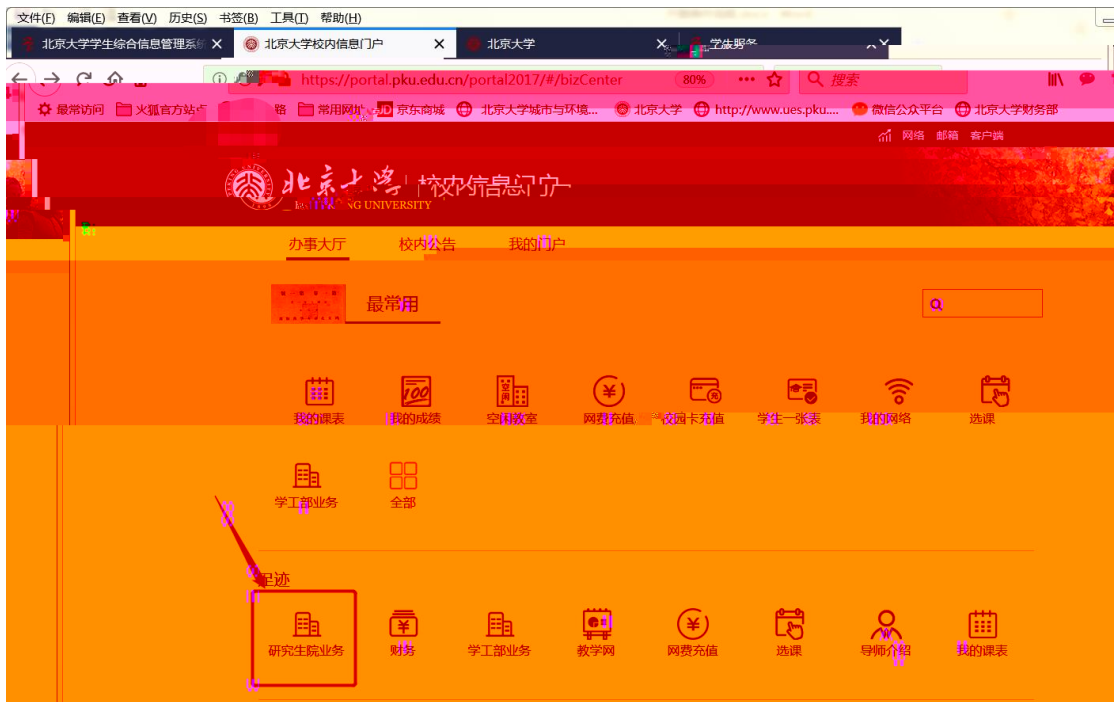 文件(F) 编辑(E) 查看(V) 历史(S) 书签(B) 工具(T) 帮助(H)
北京大学学生综合信息管理系统 北京大学校内信息门户 北京大学
https://portal.pku.edu.cn/portal2017/#/bizCenter 80% 搜索
最常访问 火狐官方站点 常用网址 JD 京东商城 北京大学城市与环境... 北京大学 http://www.ues.pku.... 微信公众平台 北京大学财务部
网络 邮箱 客户端
北京大学 校内信息门户
UNIVERSITY
办事大厅 校内公告 我的门户
最常用
我的课表 我的成绩 空闲教室 网费充值 校园卡充值 学生一张表 我的网络 选课
学工部业务 全部
足迹
研究生院业务 财务 学工部业务 教学网 网费充值 选课 导师介绍 我的课表